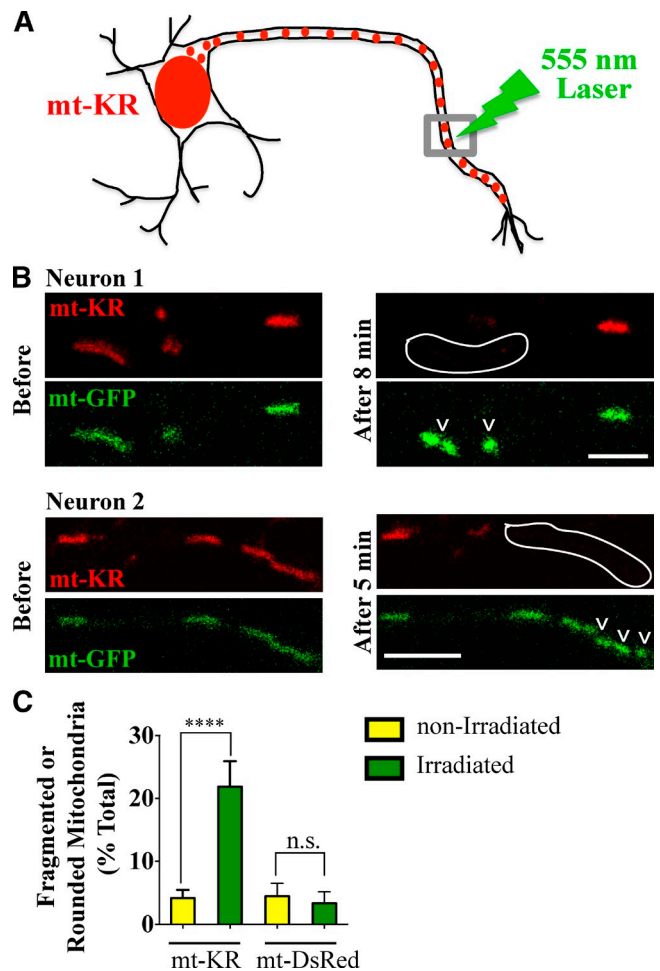 A
mt-KR
555 nm
Laser
B
Neuron 1
Before
mt-KR
mt-GFP
After 8 min
v v
Neuron 2
Before
mt-KR
mt-GFP
After 5 min
v v v
C
Fragmented or
Rounded Mitochondria
(% Total)
30
20
10
0
****
n.s.
mt-KR mt-DsRed
non-Irradiated
Irradiated